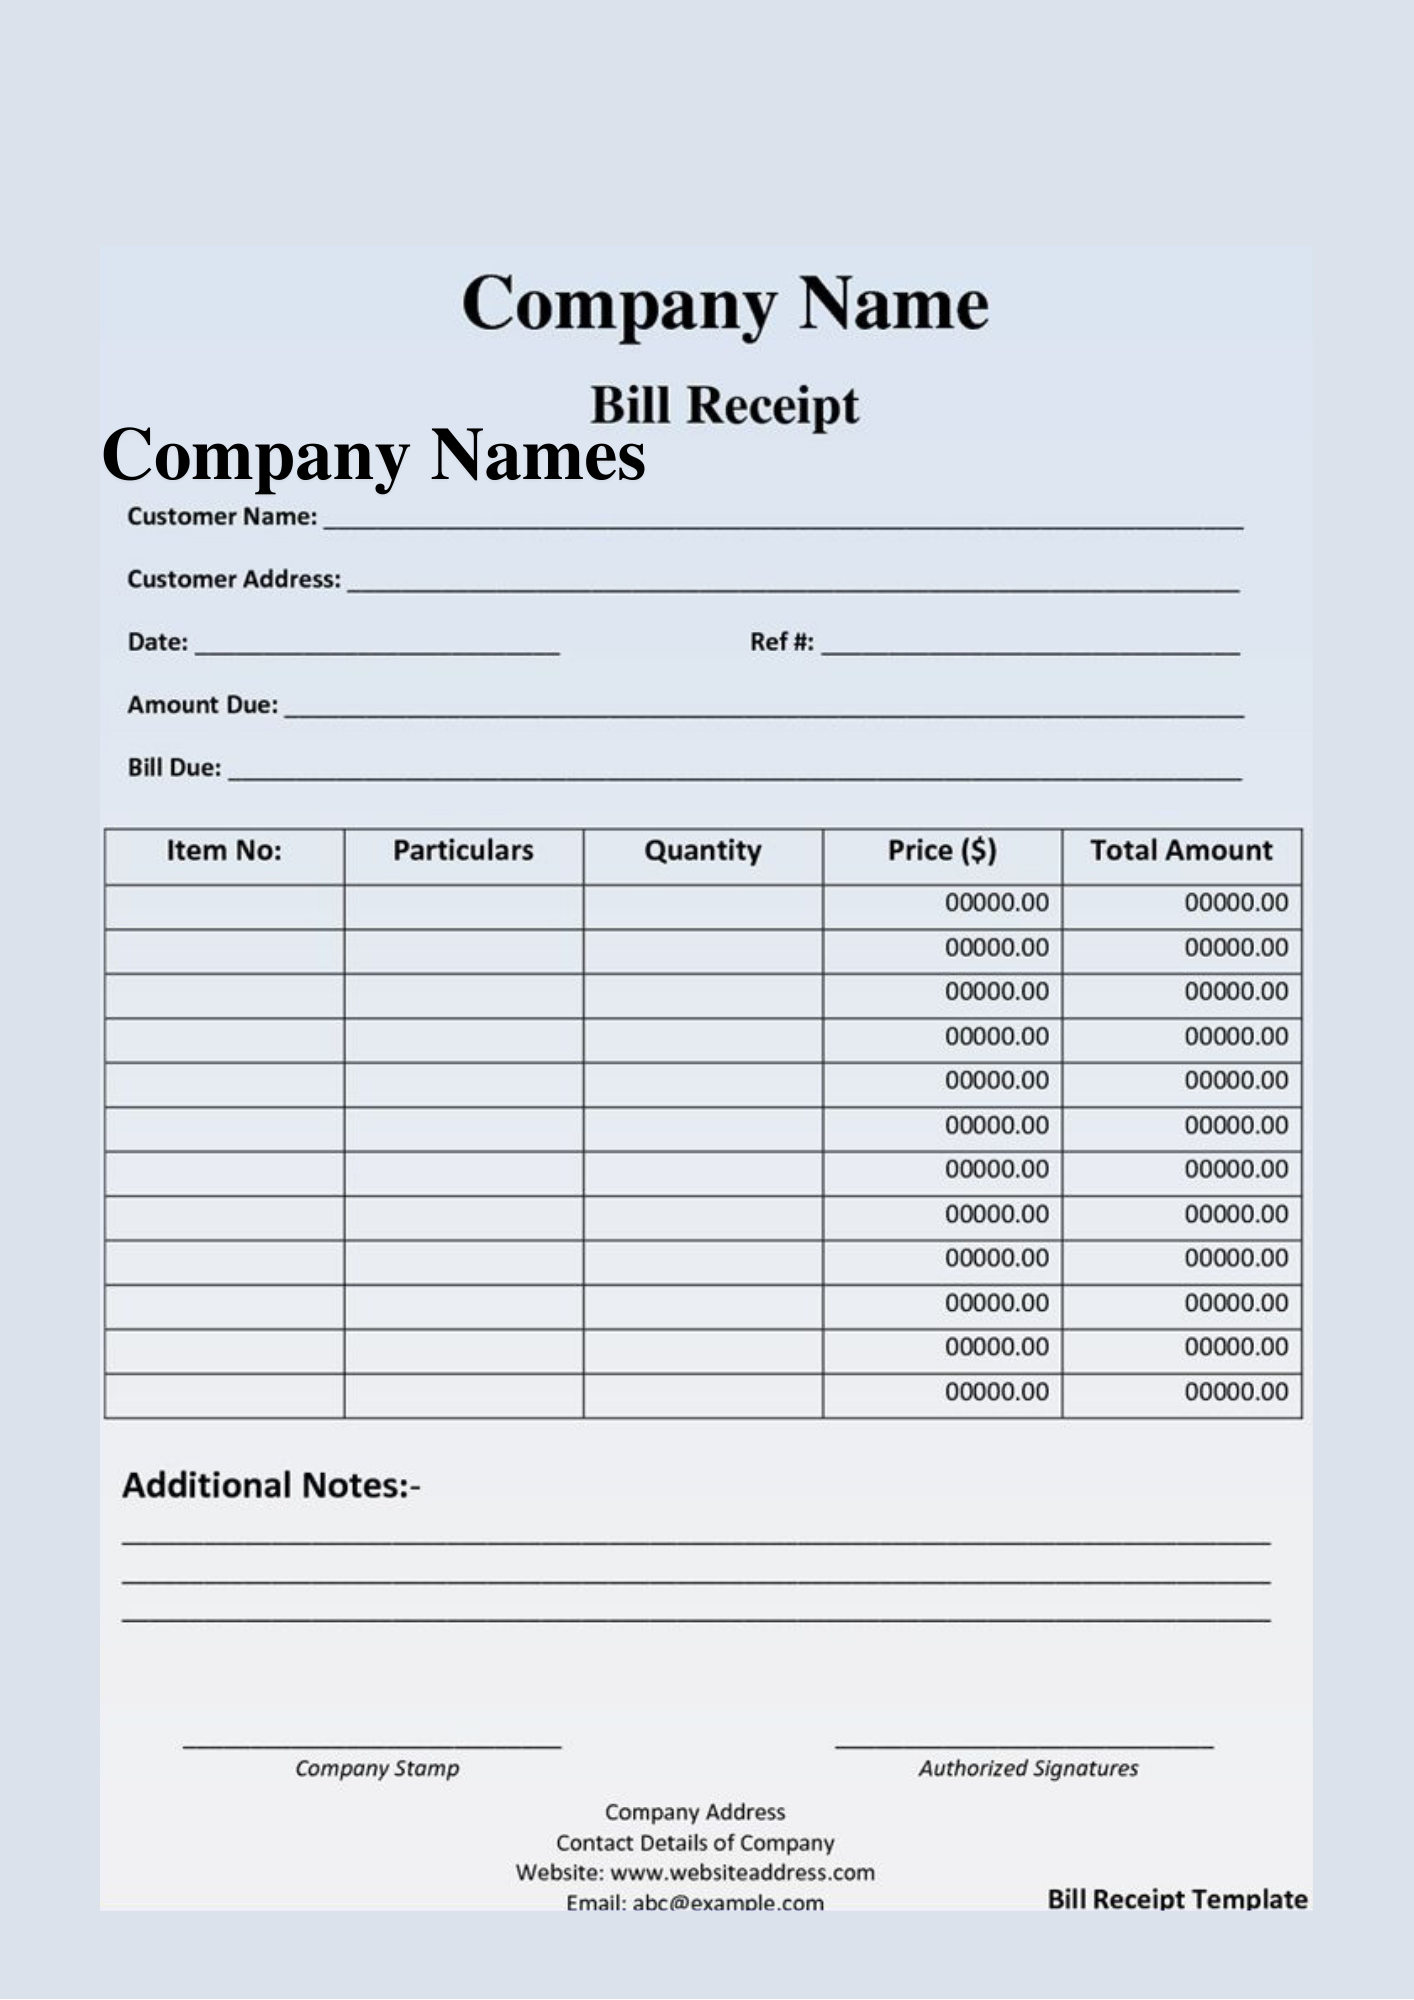 Company Name
Bill Receipt
Company Names
Customer Name:
Customer Address:
Date: Ref #:
Amount Due:
Bill Due:
Item No: Particulars Quantity Price ($) Total Amount
00000.00 00000.00
00000.00 00000.00
00000.00 00000.00
00000.00 00000.00
00000.00 00000.00
00000.00 00000.00
00000.00 00000.00
00000.00 00000.00
00000.00 00000.00
00000.00 00000.00
00000.00 00000.00
00000.00 00000.00
Additional Notes:-
Company Stamp Authorized Signatures
Company Address
Contact Details of Company
Website: www.websiteaddress.com
Email: abc@example.com
Bill Receipt Template